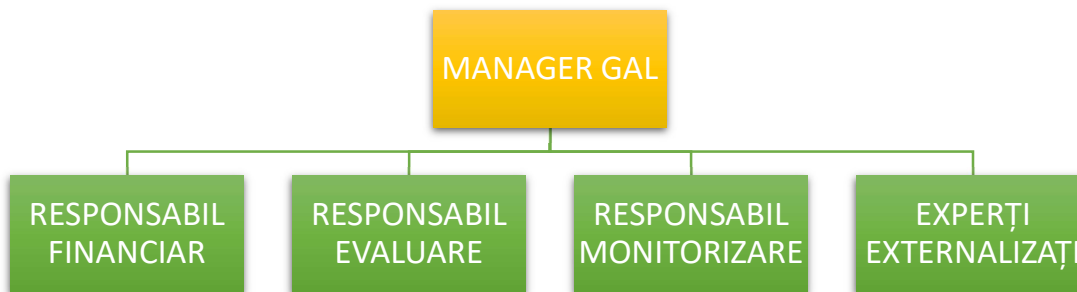 MANAGER GAL
RESPONSABIL
FINANCIAR
RESPONSABIL
EVALUARE
RESPONSABIL
MONITORIZARE
EXPERȚI
EXTERNALIZAȚI